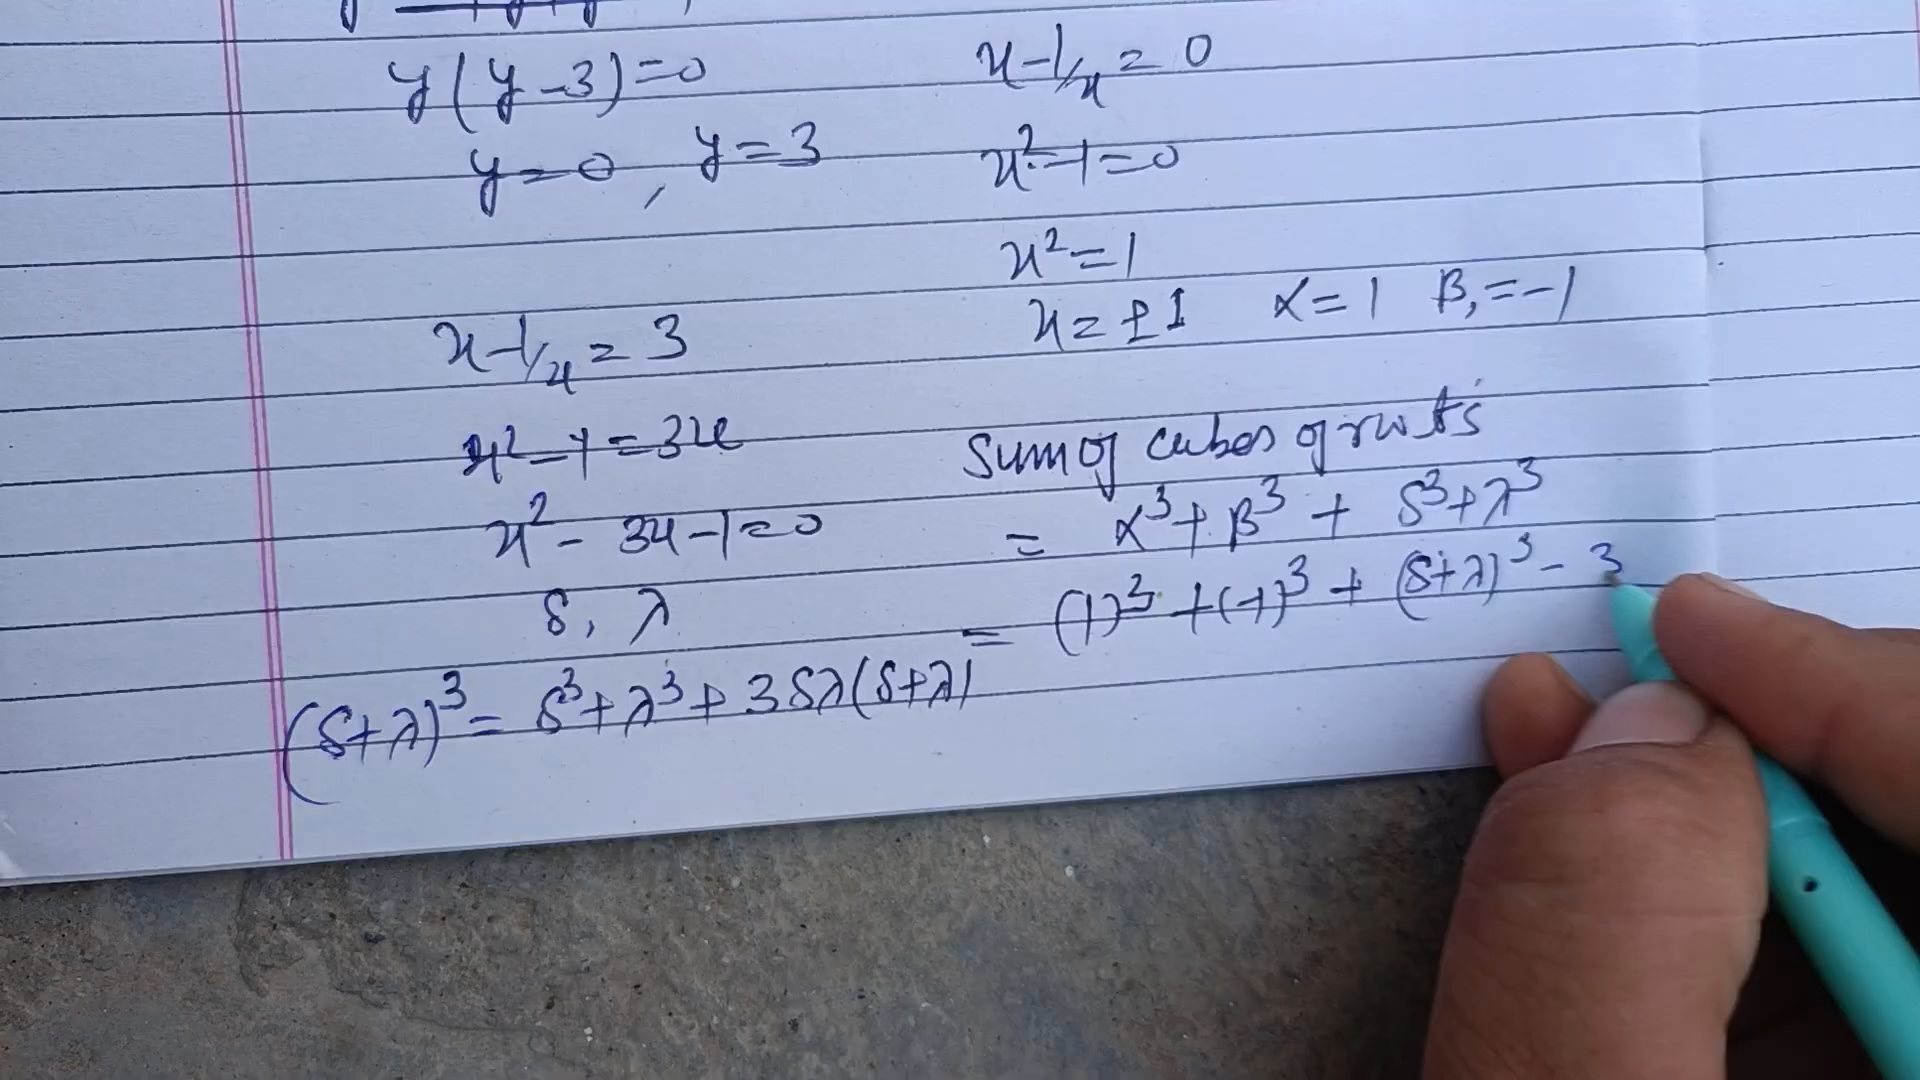 y(y-3)=0
y=0, y=3
x-1/x=3
x²-1=3x
x²-3x-1=0
δ, λ
(δ+λ)³=δ³+λ³+3δλ(δ+λ)
x-1/x=0
x²-1=0
x²=1
x=±1 α=1 β,=-1
Sum of cubes of roots
= α³+β³+δ³+λ³
= (1)³+(-1)³+(δ+λ)³-3